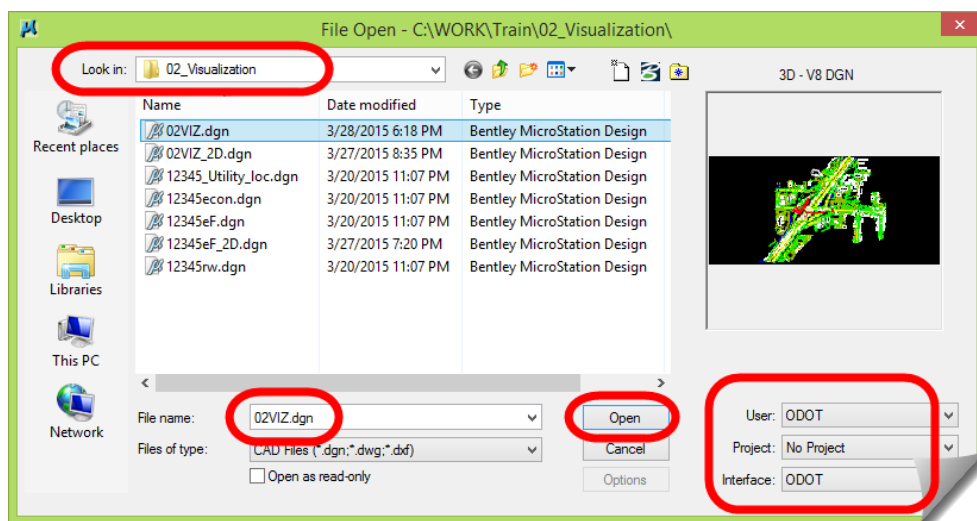 File Open - C:\WORK\Train\02_Visualization\
Look in: 02_Visualization
3D - V8 DGN
Name Date modified Type
02VIZ.dgn 3/28/2015 6:18 PM Bentley MicroStation Design
02VIZ_2D.dgn 3/27/2015 8:35 PM Bentley MicroStation Design
12345_Utility_loc.dgn 3/20/2015 11:07 PM Bentley MicroStation Design
12345econ.dgn 3/20/2015 11:07 PM Bentley MicroStation Design
12345eF.dgn 3/20/2015 11:07 PM Bentley MicroStation Design
12345eF_2D.dgn 3/27/2015 7:20 PM Bentley MicroStation Design
12345rw.dgn 3/20/2015 11:07 PM Bentley MicroStation Design
Recent places
Desktop
Libraries
This PC
Network
File name: 02VIZ.dgn Open
Files of type: CAD Files (*.dgn;*.dwg;*.dxf) Cancel
Open as read-only Options
User: ODOT
Project: No Project
Interface: ODOT